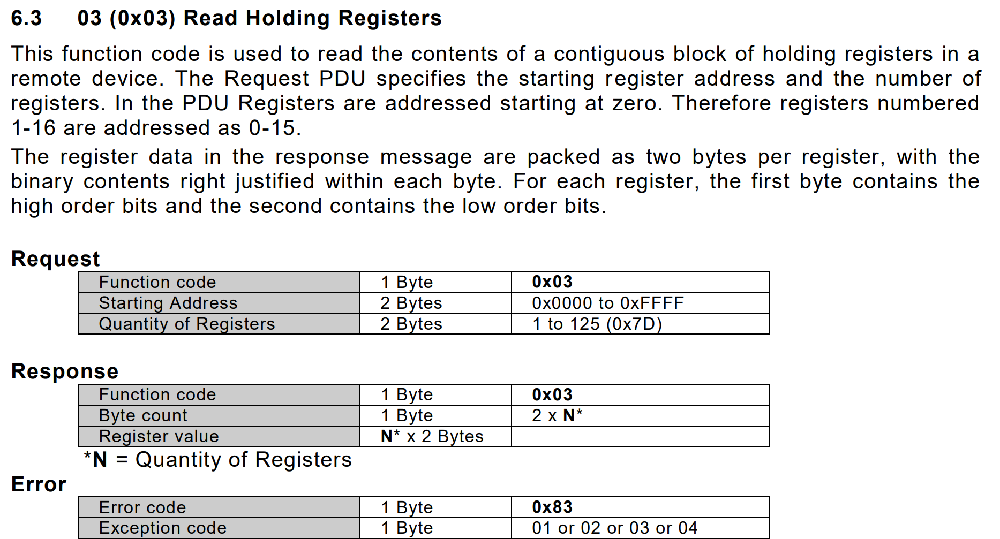 6.3 03 (0x03) Read Holding Registers
This function code is used to read the contents of a contiguous block of holding registers in a
remote device. The Request PDU specifies the starting register address and the number of
registers. In the PDU Registers are addressed starting at zero. Therefore registers numbered
1-16 are addressed as 0-15.
The register data in the response message are packed as two bytes per register, with the
binary contents right justified within each byte. For each register, the first byte contains the
high order bits and the second contains the low order bits.
Request
Function code 1 Byte 0x03
Starting Address 2 Bytes 0x0000 to 0xFFFF
Quantity of Registers 2 Bytes 1 to 125 (0x7D)
Response
Function code 1 Byte 0x03
Byte count 1 Byte 2 x N*
Register value N* x 2 Bytes
*N = Quantity of Registers
Error
Error code 1 Byte 0x83
Exception code 1 Byte 01 or 02 or 03 or 04